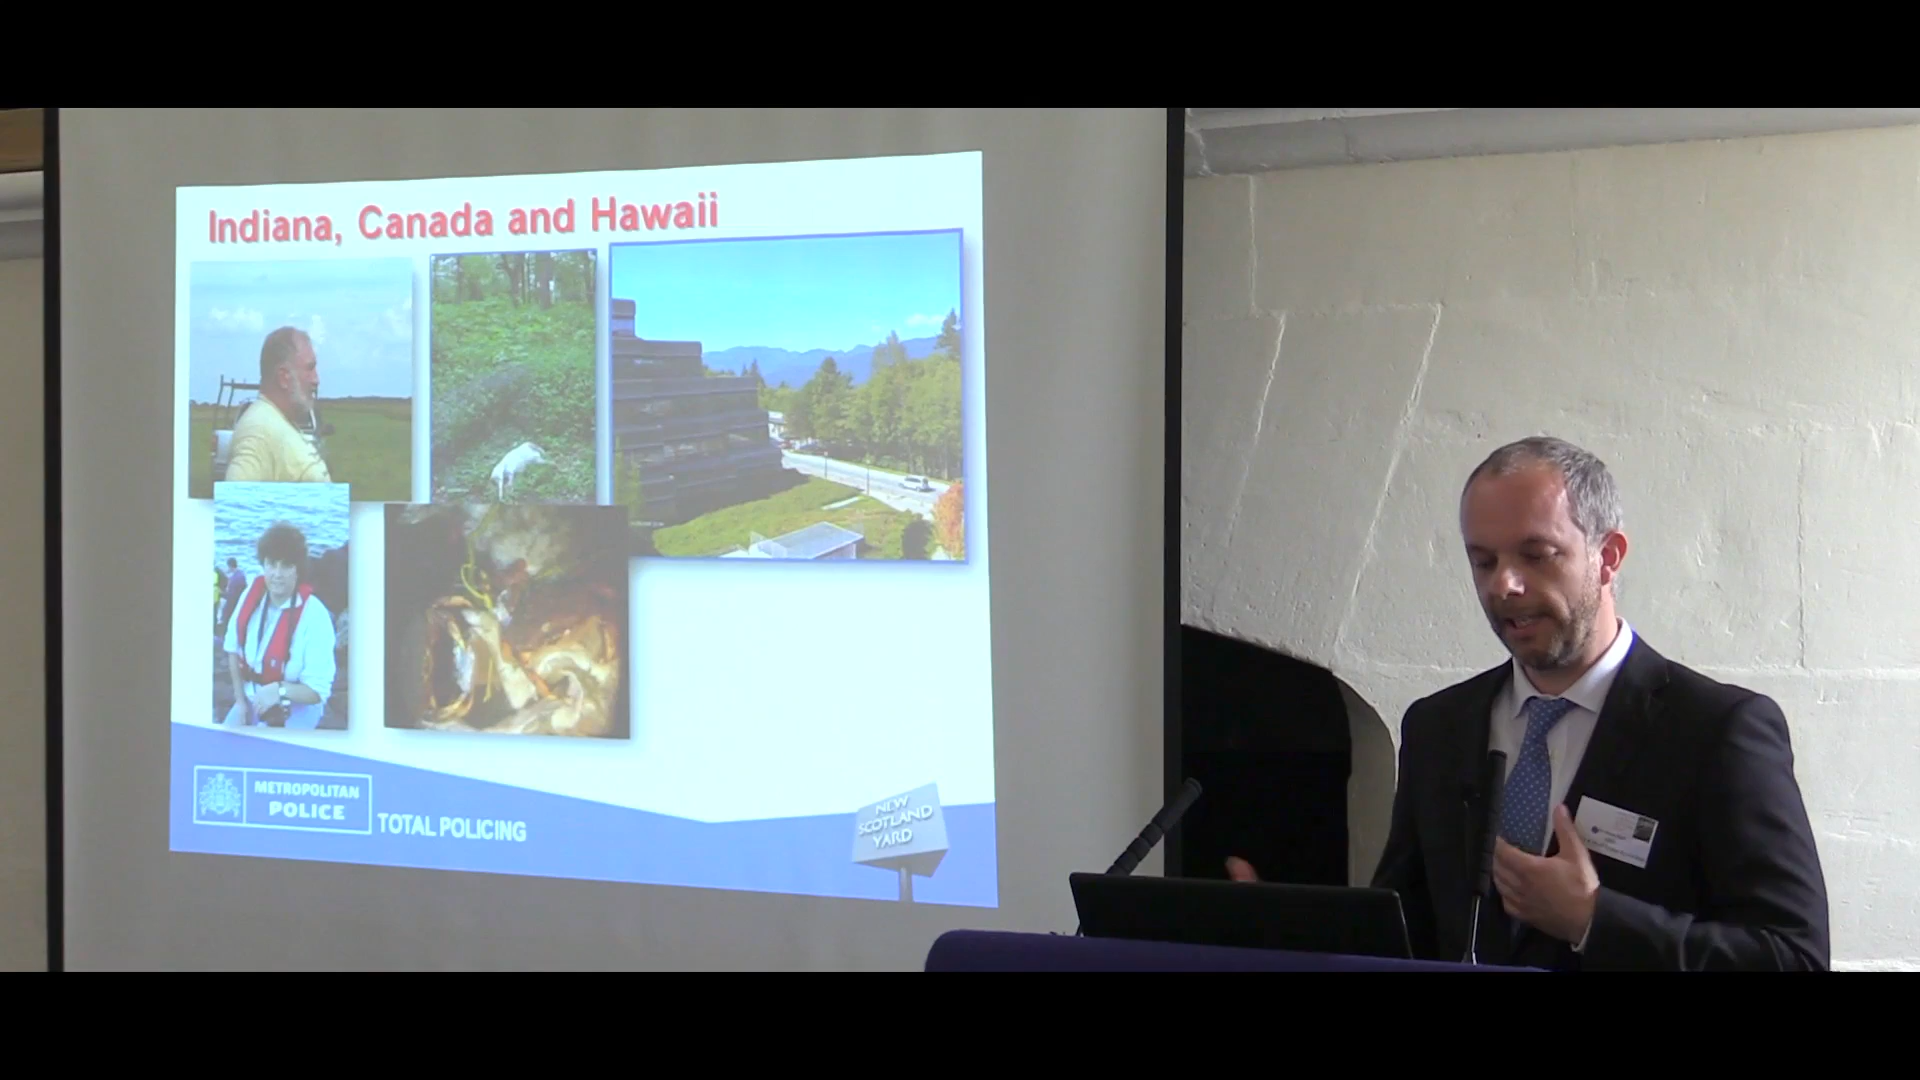 Indiana, Canada and Hawaii
METROPOLITAN
POLICE
TOTAL POLICING
NEW
SCOTLAND
YARD